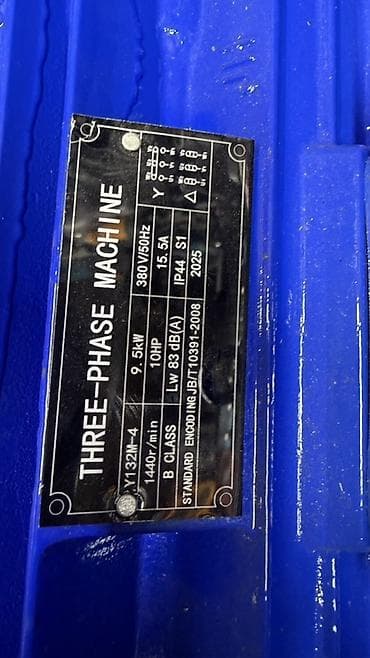 THREE-PHASE MACHINE
Y132M-4 9.5kW 380V/50Hz
1440r/min 10HP 15.5A
B CLASS Lw 83 dB(A) IP44 S1
STANDARD ENCODING JB/T10391-2008 2025
Y △